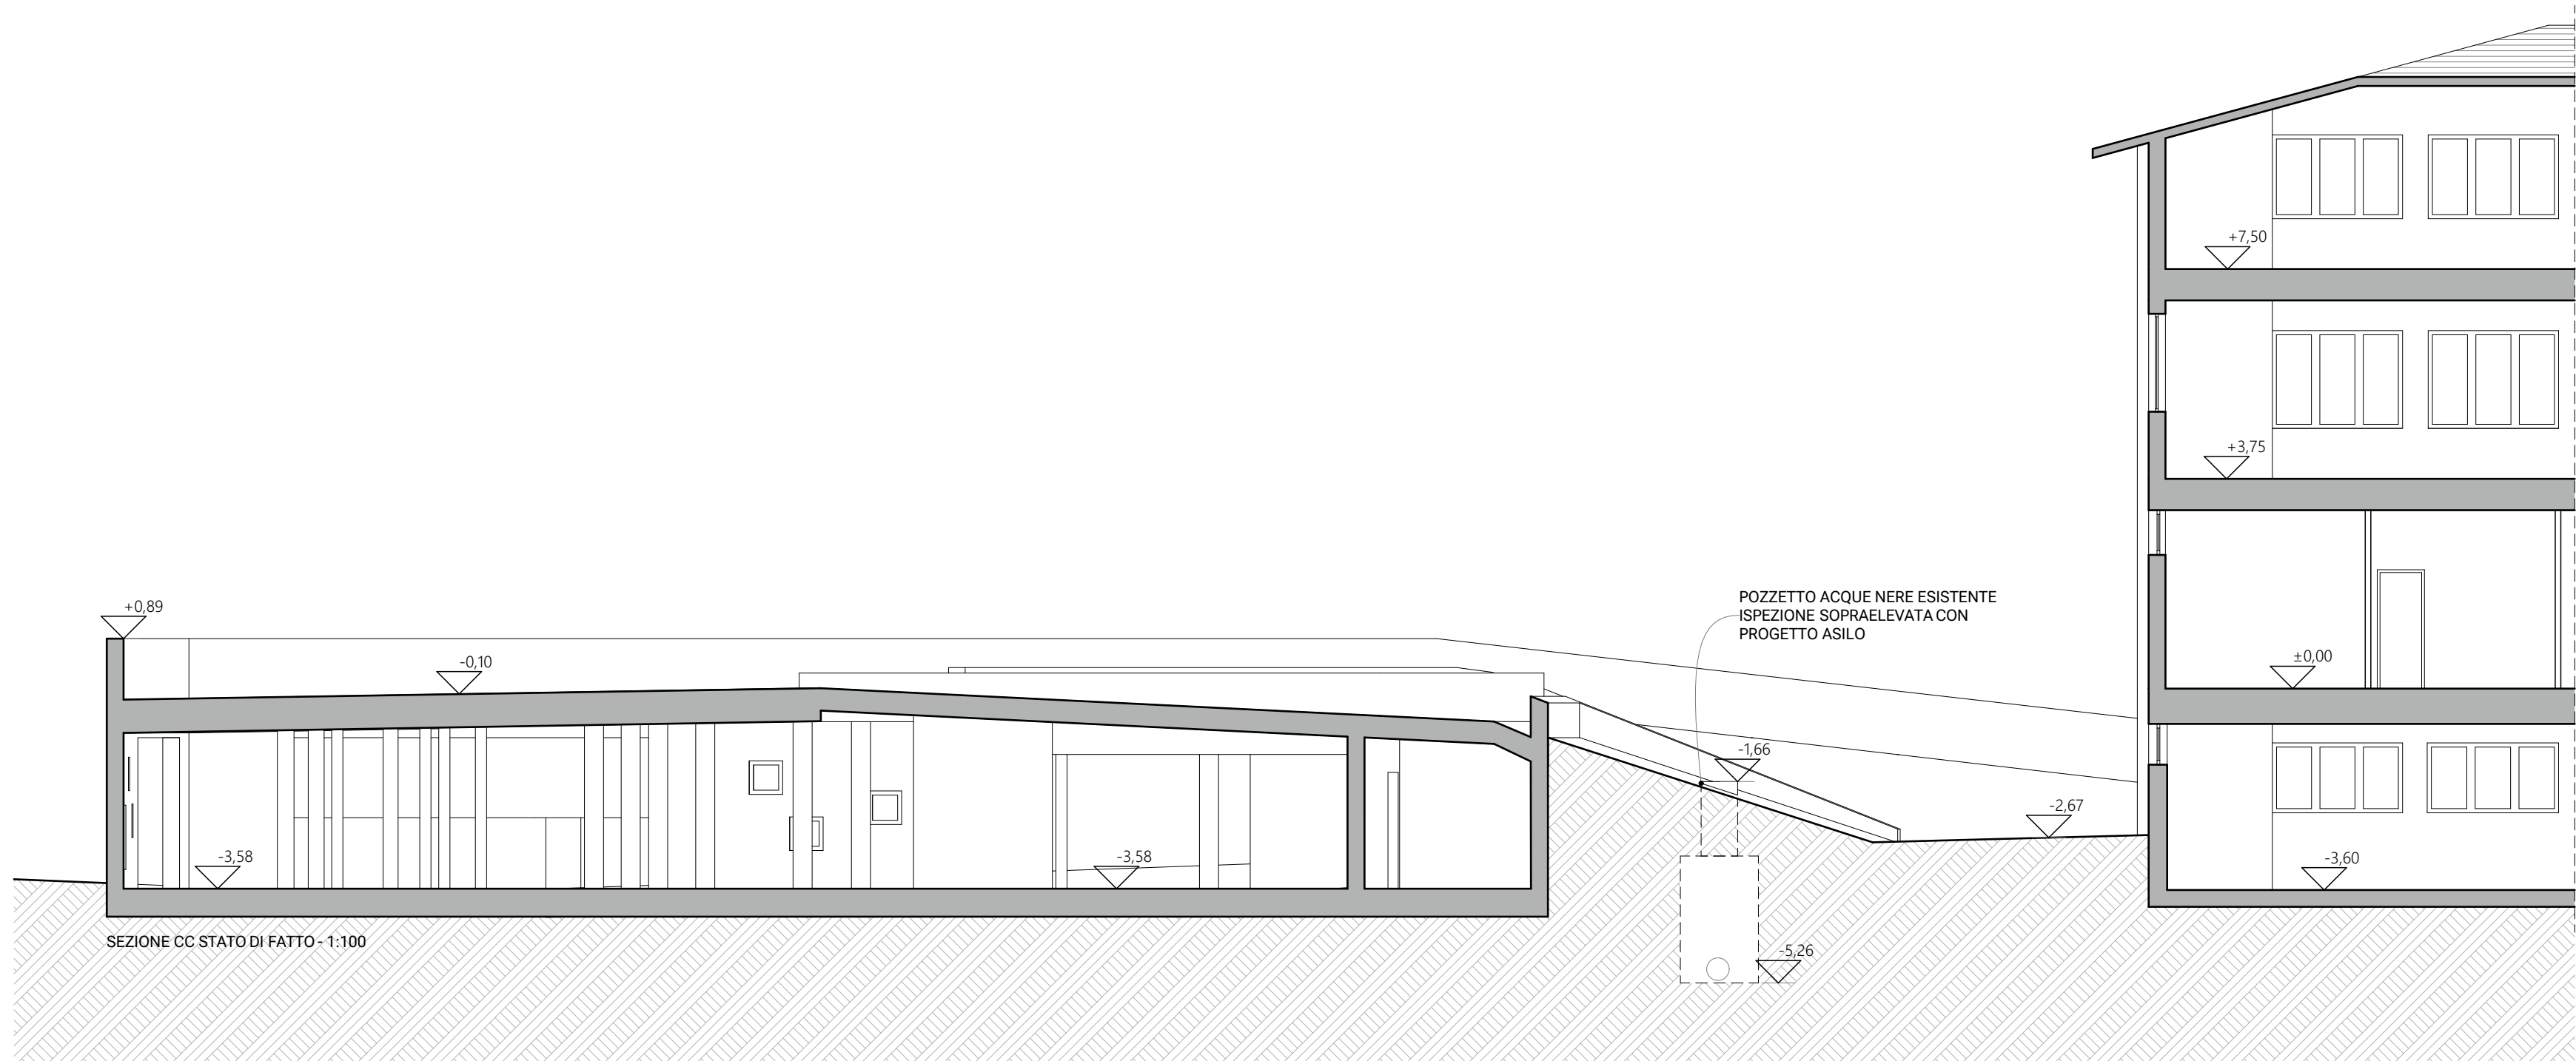 +7,50
+3,75
POZZETTO ACQUE NERE ESISTENTE
ISPEZIONE SOPRAELEVATA CON
PROGETTO ASILO
+0,89
-0,10
±0,00
-1,66
-2,67
-3,58
-3,58
-3,60
SEZIONE CC STATO DI FATTO - 1:100
-5,26